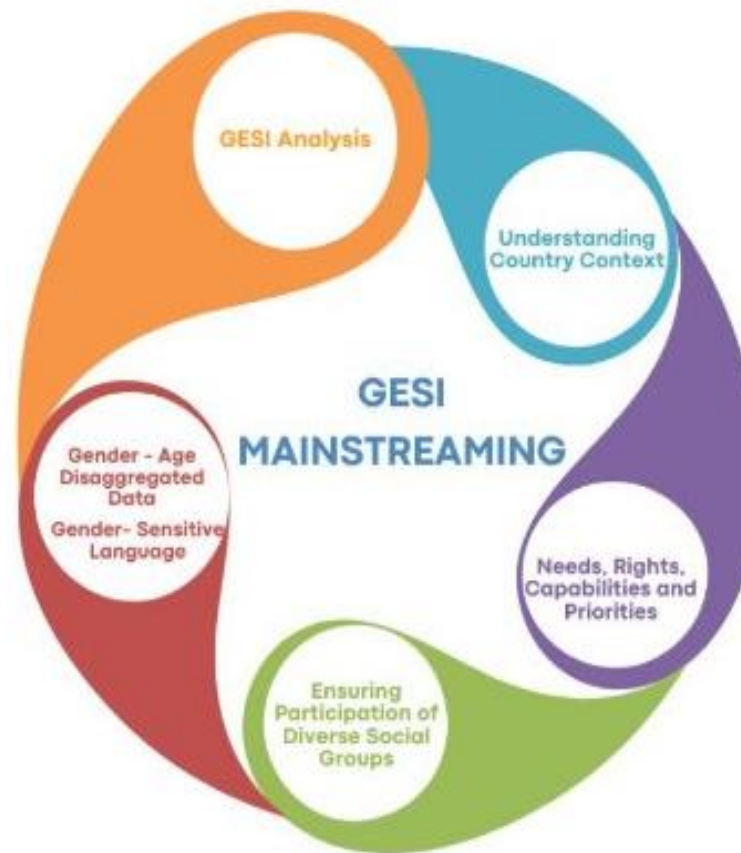 GESI Analysis
Understanding
Country Context
GESI
MAINSTREAMING
Gender - Age
Disaggregated
Data
Gender- Sensitive
Language
Needs, Rights,
Capabilities and
Priorities
Ensuring
Participation of
Diverse Social
Groups